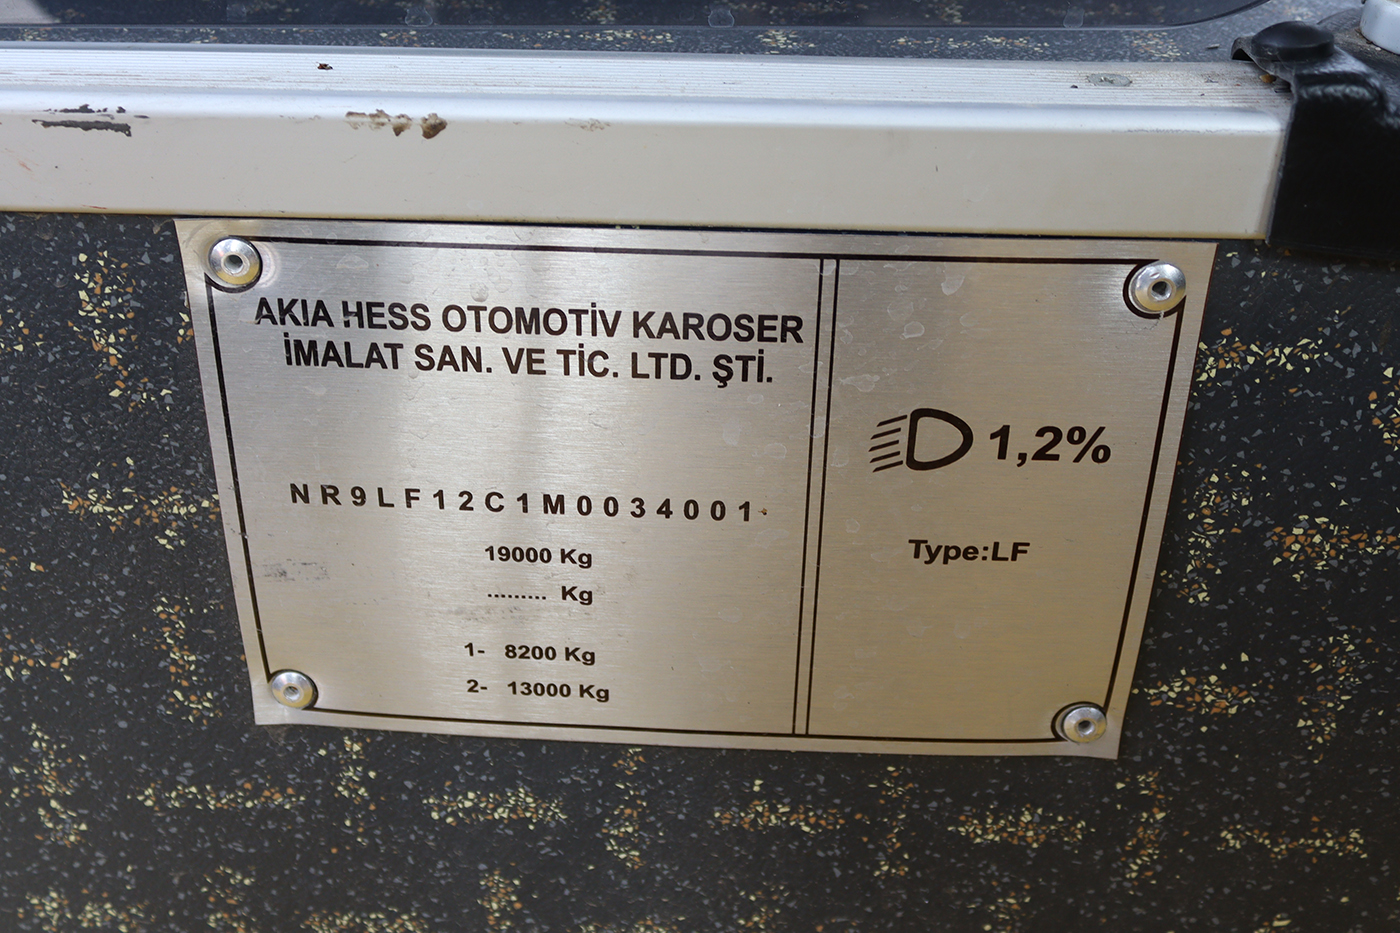 AKIA HESS OTOMOTİV KAROSER
İMALAT SAN. VE TİC. LTD. ŞTİ.
NR9LF12C1M0034001
19000 Kg
......... Kg
1- 8200 Kg
2- 13000 Kg
1,2%
Type:LF